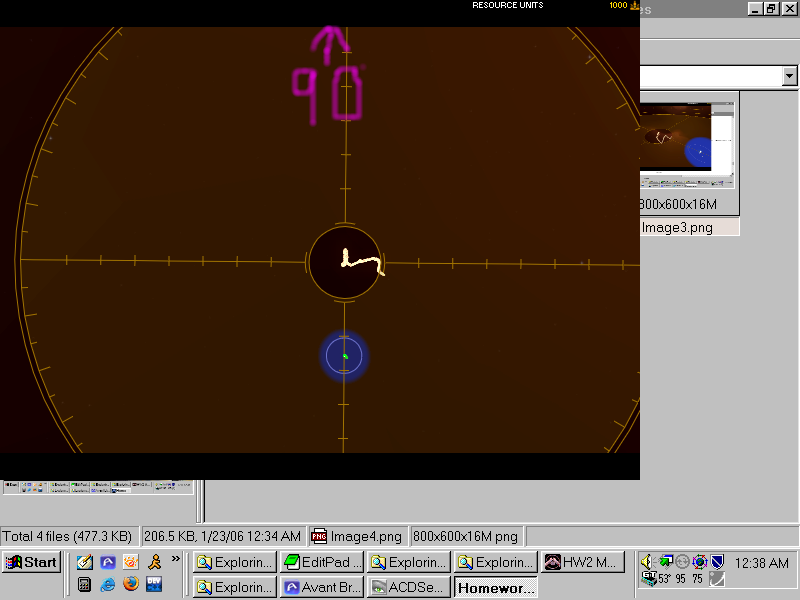 RESOURCE UNITS 1000
es
90
800x600x16M
Image3.png
Total 4 files (477.3 KB) 206.5 KB, 1/23/06 12:34 AM PNG Image4.png 800x600x16M png
Start » Explorin... EditPad ... Explorin... Explorin... HW2 M... 12:38 AM
Explorin... Avant Br... ACDSe... Homewor... 53° 95 75